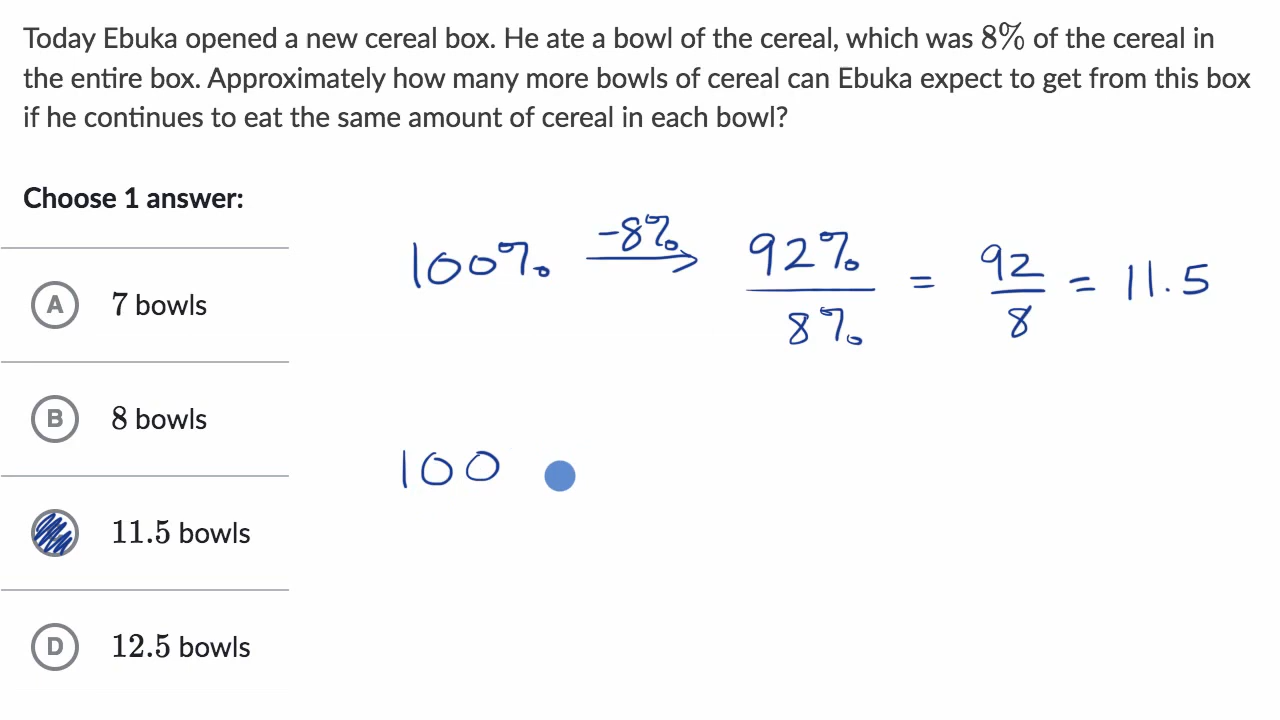 Today Ebuka opened a new cereal box. He ate a bowl of the cereal, which was 8% of the cereal in
the entire box. Approximately how many more bowls of cereal can Ebuka expect to get from this box
if he continues to eat the same amount of cereal in each bowl?
Choose 1 answer:
A 7 bowls
B 8 bowls
11.5 bowls
D 12.5 bowls
-8%
100% → 92% / 8% = 92 / 8 = 11.5
100